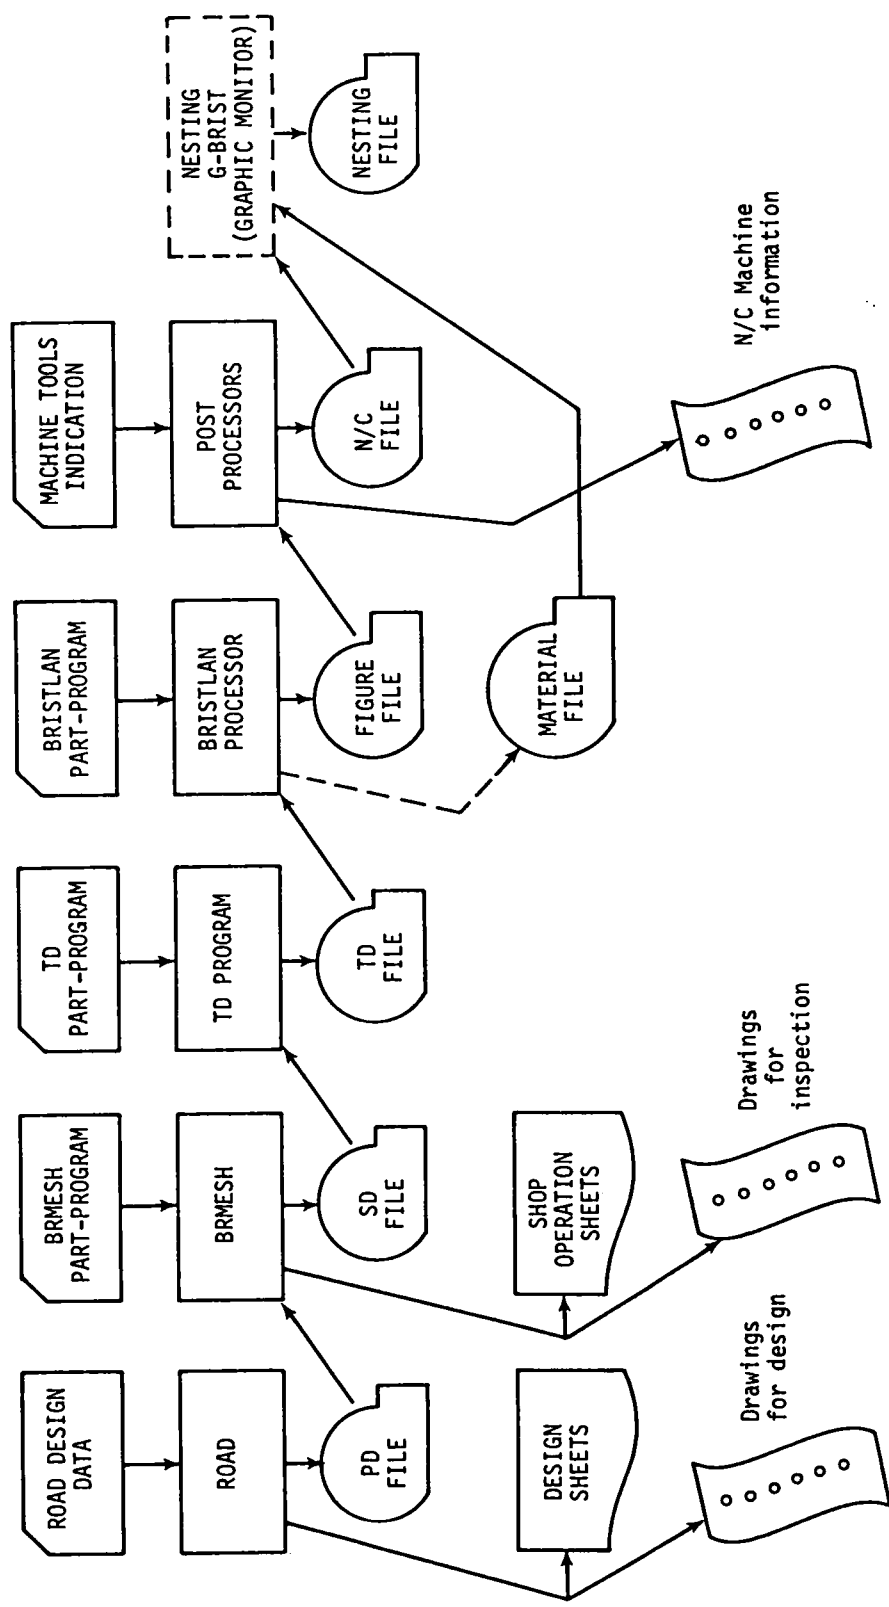 ROAD DESIGN
DATA
BRMESH
PART-PROGRAM
TD
PART-PROGRAM
BRISTLAN
PART-PROGRAM
MACHINE TOOLS
INDICATION
ROAD
BRMESH
TD PROGRAM
BRISTLAN
PROCESSOR
POST
PROCESSORS
NESTING
G-BRIST
(GRAPHIC MONITOR)
PD
FILE
SD
FILE
TD
FILE
FIGURE
FILE
N/C
FILE
NESTING
FILE
DESIGN
SHEETS
SHOP
OPERATION
SHEETS
MATERIAL
FILE
Drawings
for design
Drawings
for
inspection
N/C Machine
information